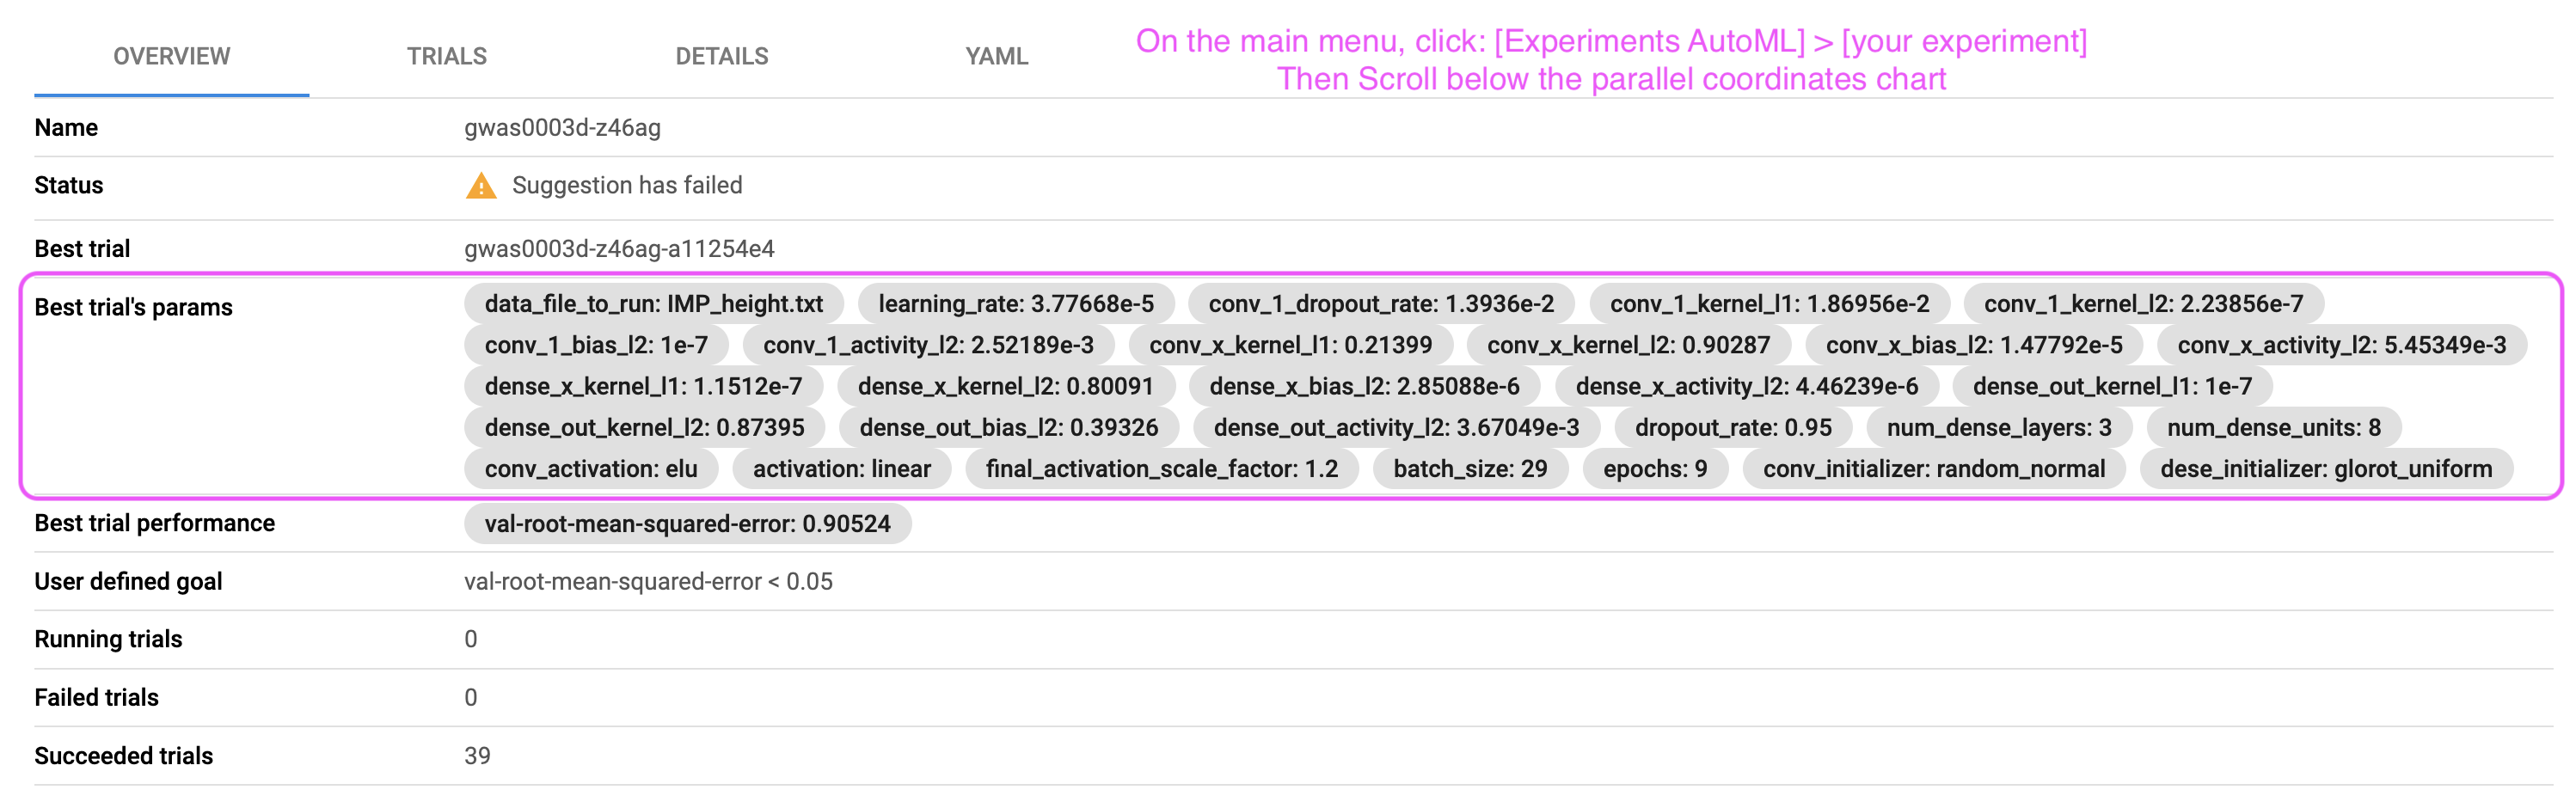 OVERVIEW TRIALS DETAILS YAML
On the main menu, click: [Experiments AutoML] > [your experiment]
Then Scroll below the parallel coordinates chart
Name gwas0003d-z46ag
Status Suggestion has failed
Best trial gwas0003d-z46ag-a11254e4
Best trial's params data_file_to_run: IMP_height.txt learning_rate: 3.77668e-5 conv_1_dropout_rate: 1.3936e-2 conv_1_kernel_l1: 1.86956e-2 conv_1_kernel_l2: 2.23856e-7
conv_1_bias_l2: 1e-7 conv_1_activity_l2: 2.52189e-3 conv_x_kernel_l1: 0.21399 conv_x_kernel_l2: 0.90287 conv_x_bias_l2: 1.47792e-5 conv_x_activity_l2: 5.45349e-3
dense_x_kernel_l1: 1.1512e-7 dense_x_kernel_l2: 0.80091 dense_x_bias_l2: 2.85088e-6 dense_x_activity_l2: 4.46239e-6 dense_out_kernel_l1: 1e-7
dense_out_kernel_l2: 0.87395 dense_out_bias_l2: 0.39326 dense_out_activity_l2: 3.67049e-3 dropout_rate: 0.95 num_dense_layers: 3 num_dense_units: 8
conv_activation: elu activation: linear final_activation_scale_factor: 1.2 batch_size: 29 epochs: 9 conv_initializer: random_normal dese_initializer: glorot_uniform
Best trial performance val-root-mean-squared-error: 0.90524
User defined goal val-root-mean-squared-error < 0.05
Running trials 0
Failed trials 0
Succeeded trials 39